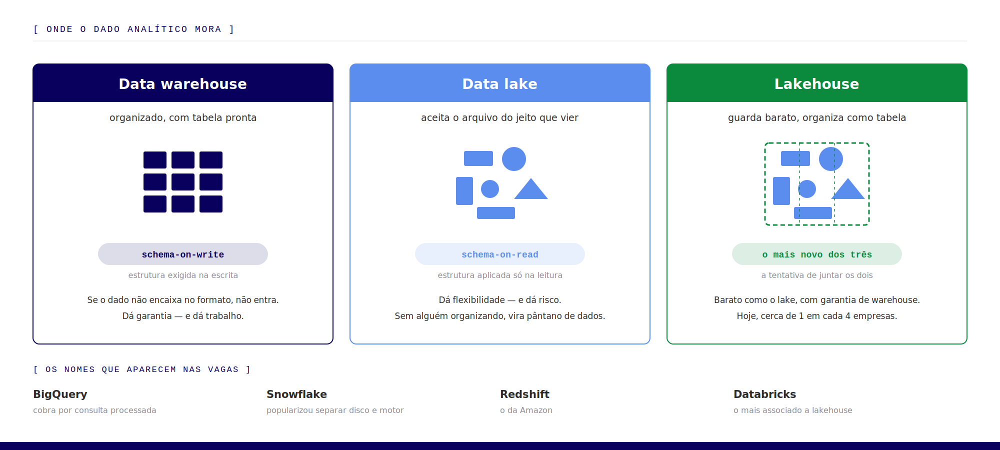 [ ONDE O DADO ANALÍTICO MORA ]
Data warehouse
organizado, com tabela pronta
schema-on-write
estrutura exigida na escrita
Se o dado não encaixa no formato, não entra.
Dá garantia — e dá trabalho.
Data lake
aceita o arquivo do jeito que vier
schema-on-read
estrutura aplicada só na leitura
Dá flexibilidade — e dá risco.
Sem alguém organizando, vira pântano de dados.
Lakehouse
guarda barato, organiza como tabela
o mais novo dos três
a tentativa de juntar os dois
Barato como o lake, com garantia de warehouse.
Hoje, cerca de 1 em cada 4 empresas.
[ OS NOMES QUE APARECEM NAS VAGAS ]
BigQuery
cobra por consulta processada
Snowflake
popularizou separar disco e motor
Redshift
o da Amazon
Databricks
o mais associado a lakehouse